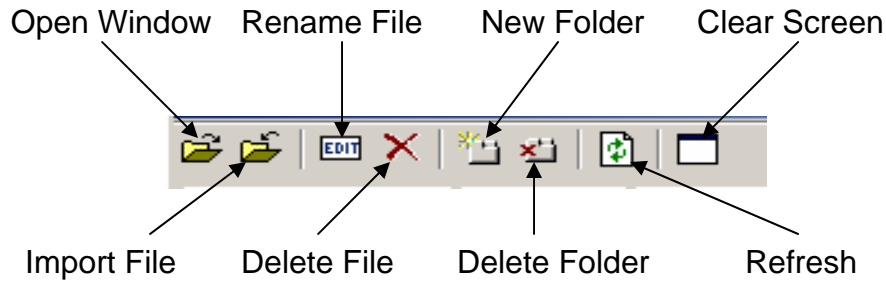 Open Window Rename File New Folder Clear Screen
EDIT
Import File Delete File Delete Folder Refresh